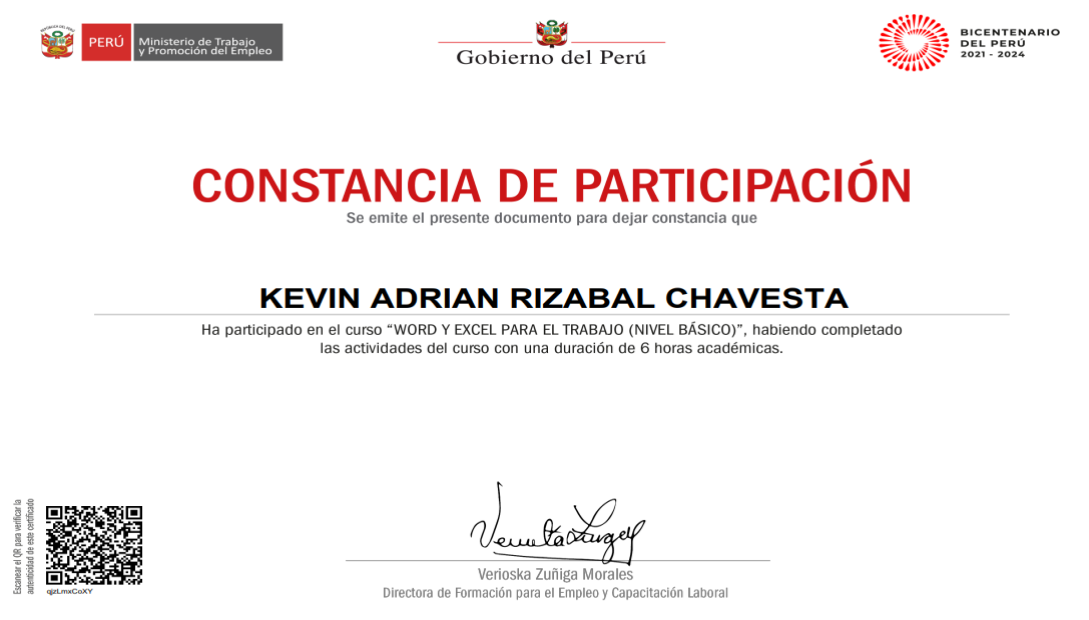 REPÚBLICA DEL PERÚ
PERÚ
Ministerio de Trabajo
y Promoción del Empleo
Gobierno del Perú
BICENTENARIO
DEL PERÚ
2021 - 2024
CONSTANCIA DE PARTICIPACIÓN
Se emite el presente documento para dejar constancia que
KEVIN ADRIAN RIZABAL CHAVESTA
Ha participado en el curso “WORD Y EXCEL PARA EL TRABAJO (NIVEL BÁSICO)”, habiendo completado
las actividades del curso con una duración de 6 horas académicas.
Escanear el QR para verificar la
autenticidad de este certificado
qjzLmxCoXY
Verioska Zuñiga Morales
Directora de Formación para el Empleo y Capacitación Laboral